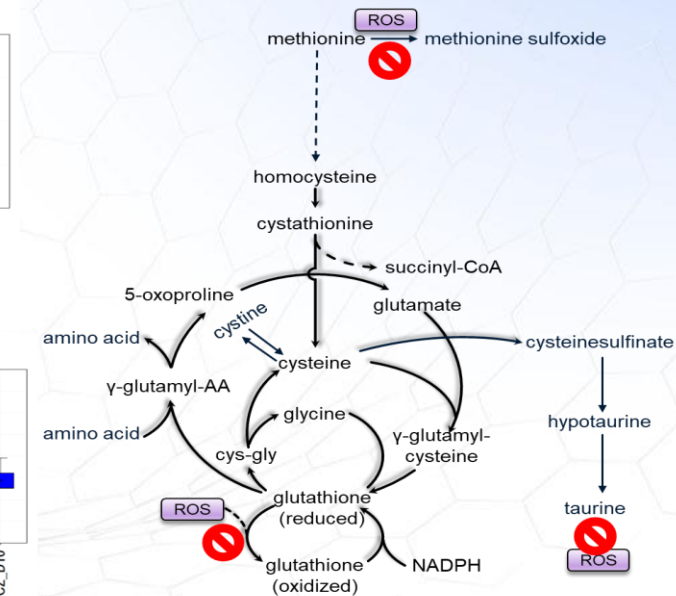 ROS
methionine
methionine sulfoxide
homocysteine
cystathionine
succinyl-CoA
5-oxoproline
glutamate
cystine
amino acid
cysteine
cysteinesulfinate
γ-glutamyl-AA
glycine
hypotaurine
amino acid
γ-glutamyl-
cysteine
cys-gly
glutathione
(reduced)
ROS
taurine
ROS
glutathione
(oxidized)
NADPH